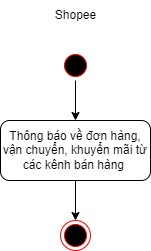 Shopee
Thông báo về đơn hàng,
vận chuyển, khuyến mãi từ
các kênh bán hàng